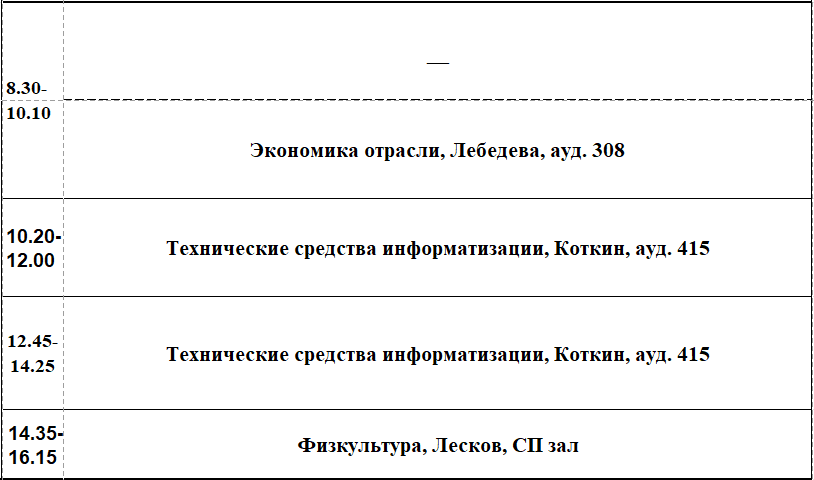 —
8.30-
10.10
Экономика отрасли, Лебедева, ауд. 308
10.20-
12.00
Технические средства информатизации, Коткин, ауд. 415
12.45-
14.25
Технические средства информатизации, Коткин, ауд. 415
14.35-
16.15
Физкультура, Лесков, СП зал